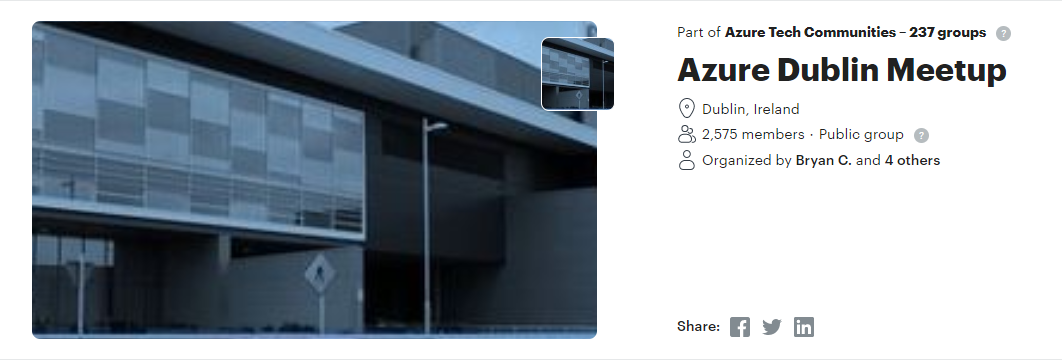 Part of Azure Tech Communities – 237 groups ?
Azure Dublin Meetup
Dublin, Ireland
2,575 members · Public group ?
Organized by Bryan C. and 4 others
Share: